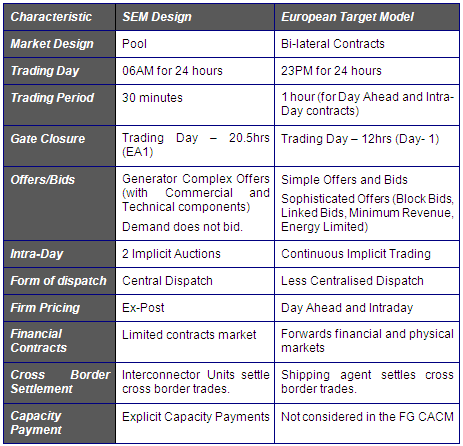 Characteristic SEM Design European Target Model
Market Design Pool Bi-lateral Contracts
Trading Day 06AM for 24 hours 23PM for 24 hours
Trading Period 30 minutes 1 hour (for Day Ahead and Intra-
Day contracts)
Gate Closure Trading Day – 20.5hrs Trading Day – 12hrs (Day- 1)
(EA1)
Offers/Bids Generator Complex Offers Simple Offers and Bids
(with Commercial and Sophisticated Offers (Block Bids,
Technical components) Linked Bids, Minimum Revenue,
Demand does not bid. Energy Limited)
Intra-Day 2 Implicit Auctions Continuous Implicit Trading
Form of dispatch Central Dispatch Less Centralised Dispatch
Firm Pricing Ex-Post Day Ahead and Intraday
Financial Limited contracts market Forwards financial and physical
Contracts markets
Cross Border Interconnector Units settle Shipping agent settles cross
Settlement cross border trades. border trades.
Capacity Explicit Capacity Payments Not considered in the FG CACM
Payment